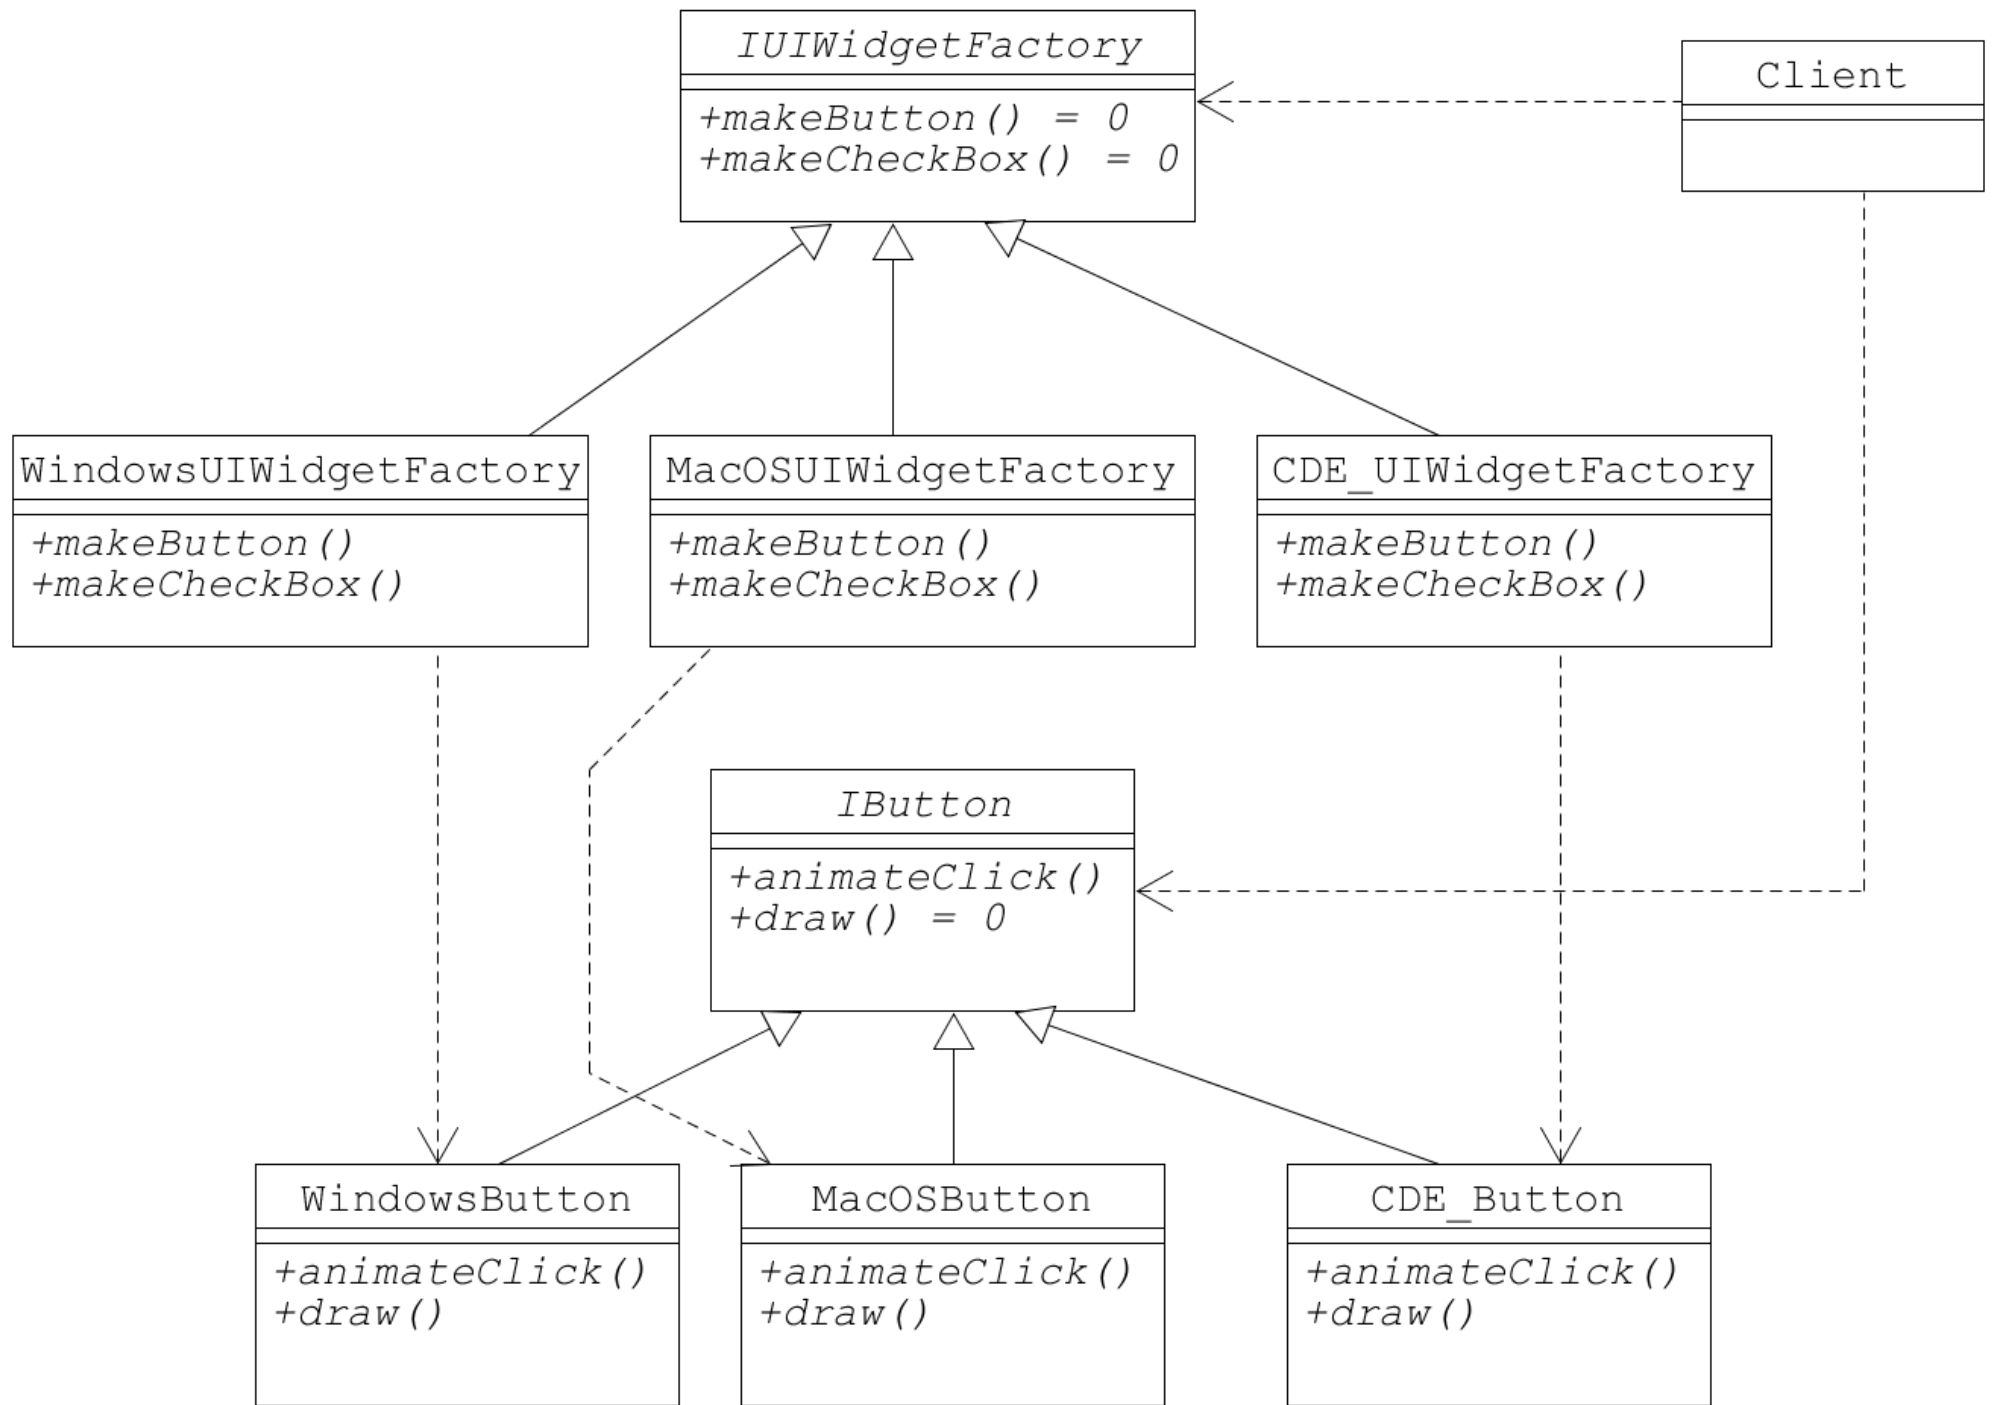 IUIWidgetFactory
+makeButton() = 0
+makeCheckBox() = 0
Client
WindowsUIWidgetFactory
+makeButton()
+makeCheckBox()
MacOSUIWidgetFactory
+makeButton()
+makeCheckBox()
CDE_UIWidgetFactory
+makeButton()
+makeCheckBox()
IButton
+animateClick()
+draw() = 0
WindowsButton
+animateClick()
+draw()
MacOSButton
+animateClick()
+draw()
CDE_Button
+animateClick()
+draw()